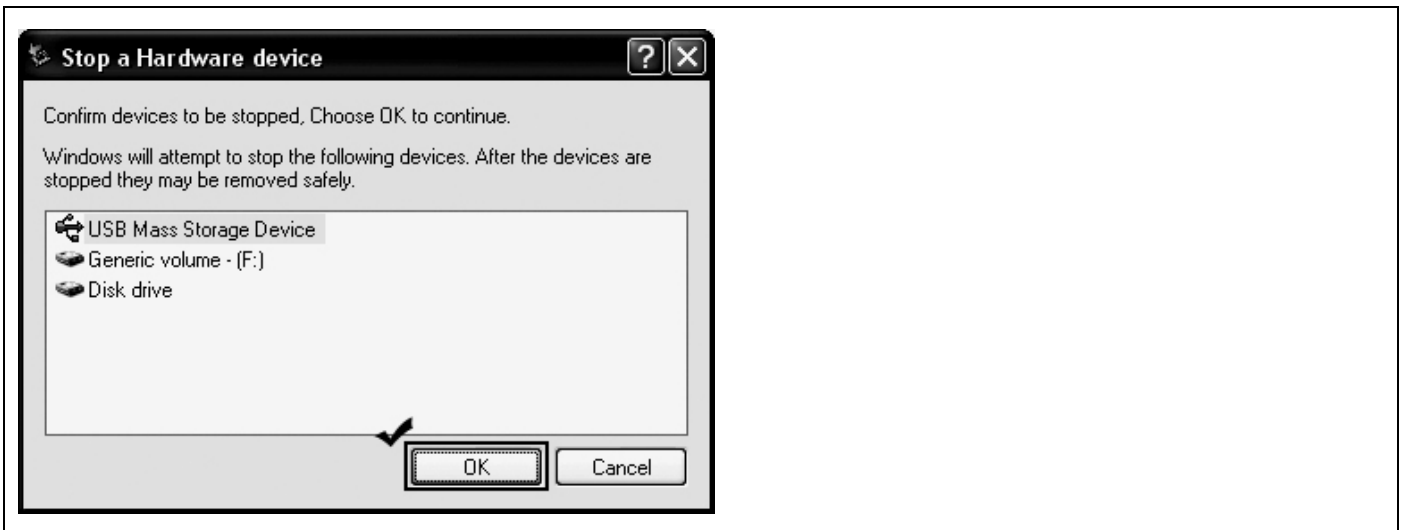 Stop a Hardware device
Confirm devices to be stopped, Choose OK to continue.
Windows will attempt to stop the following devices. After the devices are
stopped they may be removed safely.
USB Mass Storage Device
Generic volume - (F:)
Disk drive
OK Cancel